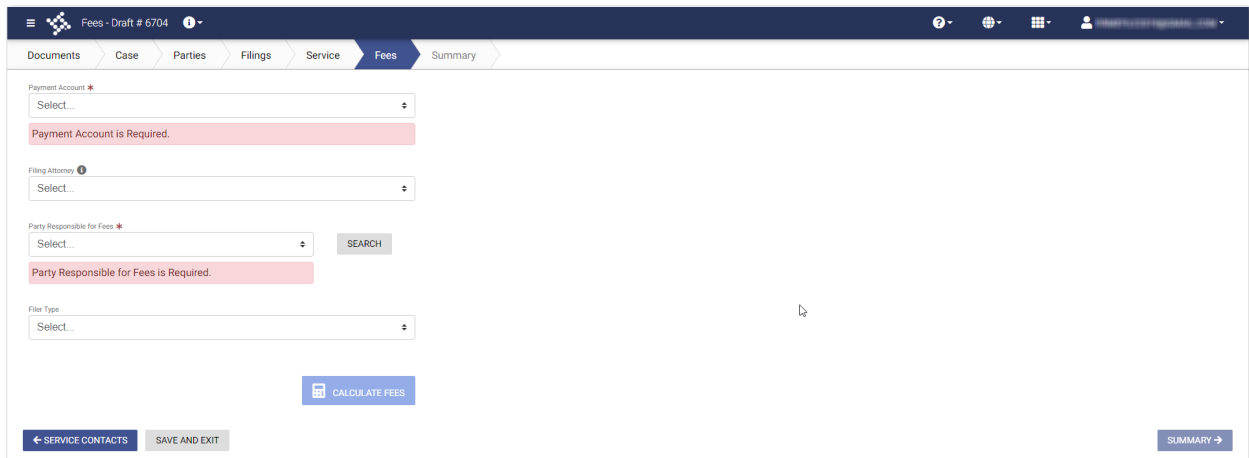 Fees - Draft # 6704
Documents Case Parties Filings Service Fees Summary
Payment Account *
Select...
Payment Account is Required.
Filing Attorney
Select...
Party Responsible for Fees *
Select... SEARCH
Party Responsible for Fees is Required.
Filer Type
Select...
CALCULATE FEES
← SERVICE CONTACTS SAVE AND EXIT SUMMARY →